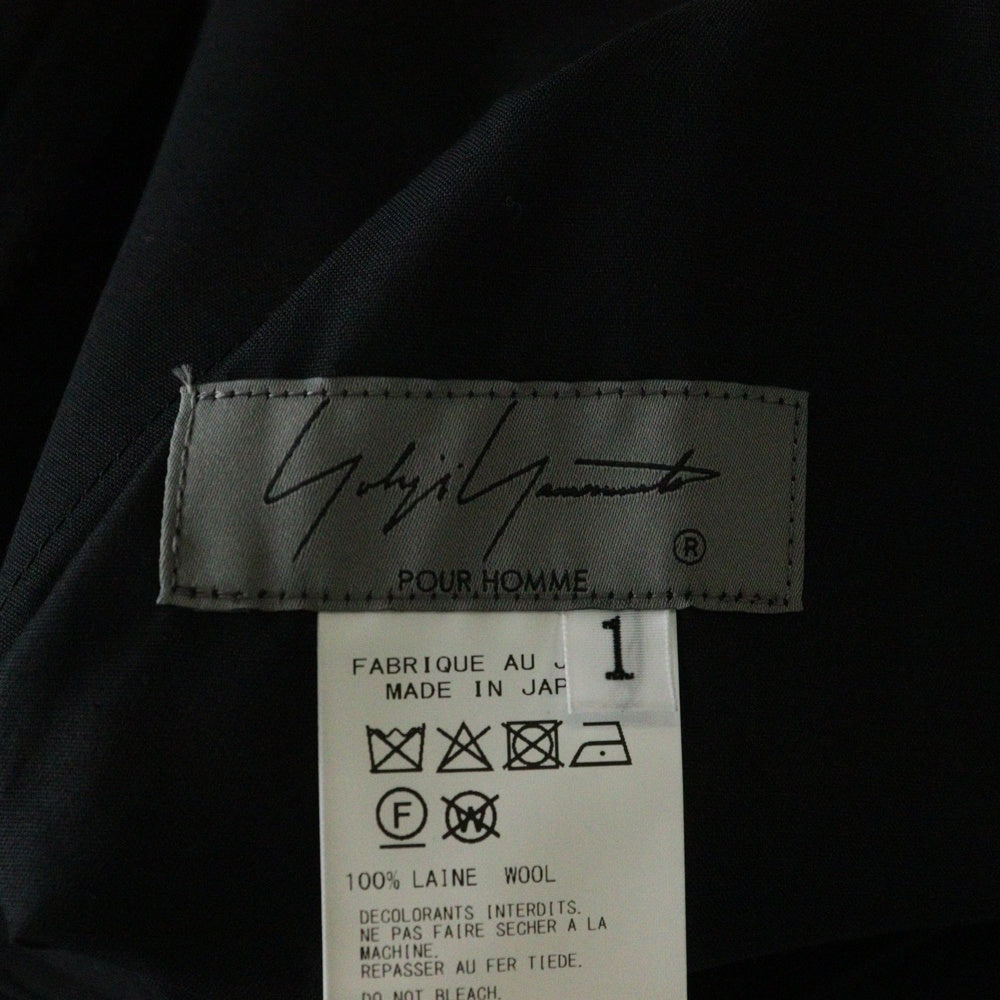 Yohji Yamamoto
®
POUR HOMME
1
FABRIQUE AU J
MADE IN JAP
F
W
100% LAINE WOOL
DECOLORANTS INTERDITS.
NE PAS FAIRE SECHER A LA
MACHINE.
REPASSER AU FER TIEDE.
DO NOT BLEACH.